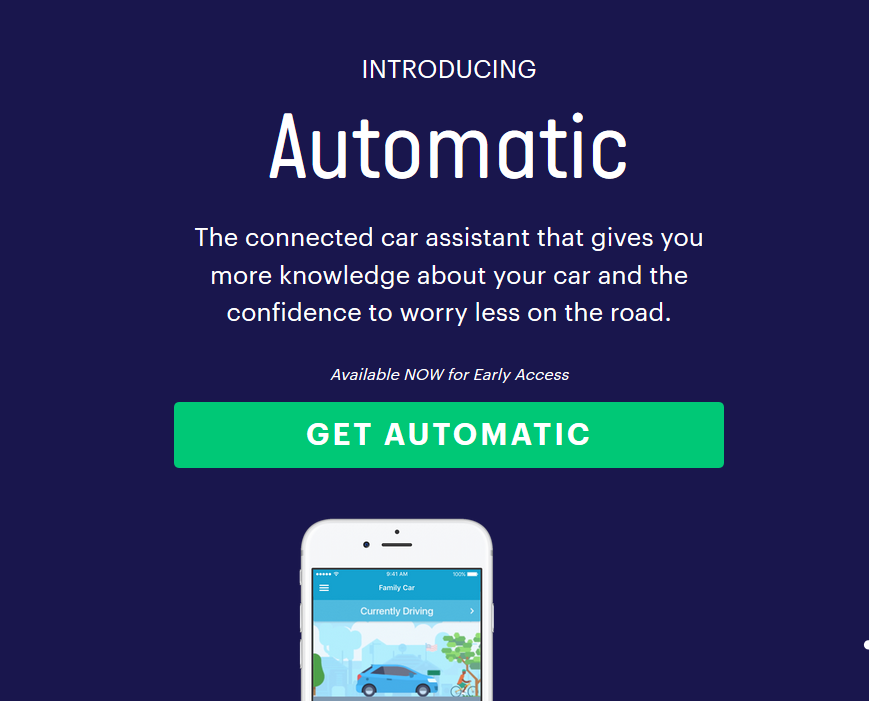 INTRODUCING
Automatic
The connected car assistant that gives you
more knowledge about your car and the
confidence to worry less on the road.
Available NOW for Early Access
GET AUTOMATIC
9:41 AM 100%
Family Car
Currently Driving